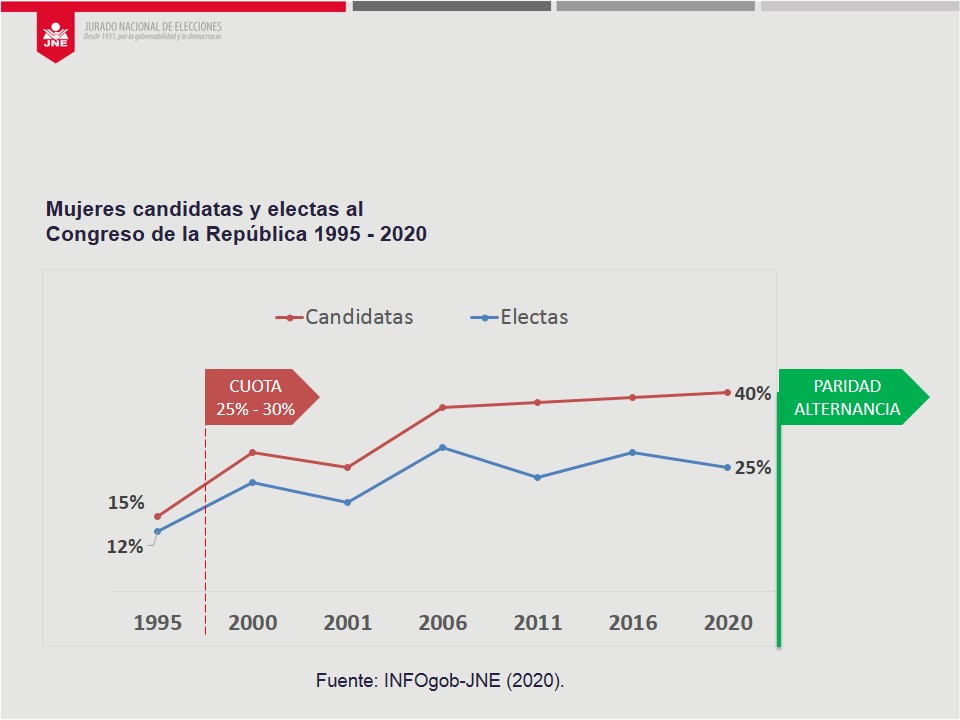 JNE
JURADO NACIONAL DE ELECCIONES
Desde 1931, por la gobernabilidad y la democracia
Mujeres candidatas y electas al
Congreso de la República 1995 - 2020
Candidatas
Electas
CUOTA
25% - 30%
PARIDAD
ALTERNANCIA
40%
25%
15%
12%
1995 2000 2001 2006 2011 2016 2020
Fuente: INFOgob-JNE (2020).